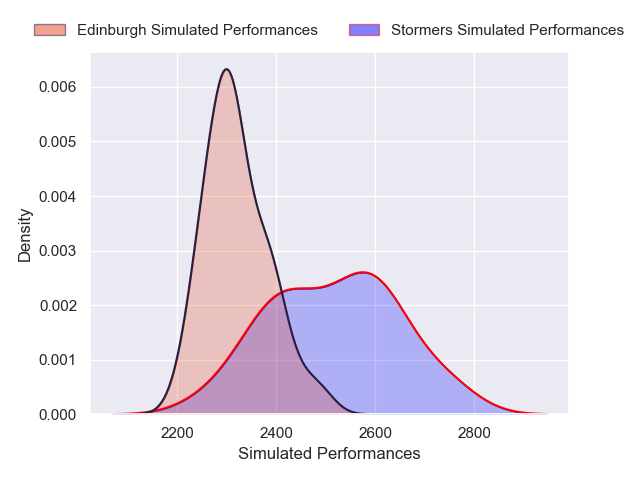 Edinburgh Simulated Performances Stormers Simulated Performances
0.006
0.005
0.004
0.003
0.002
0.001
0.000
Density
2200 2400 2600 2800
Simulated Performances